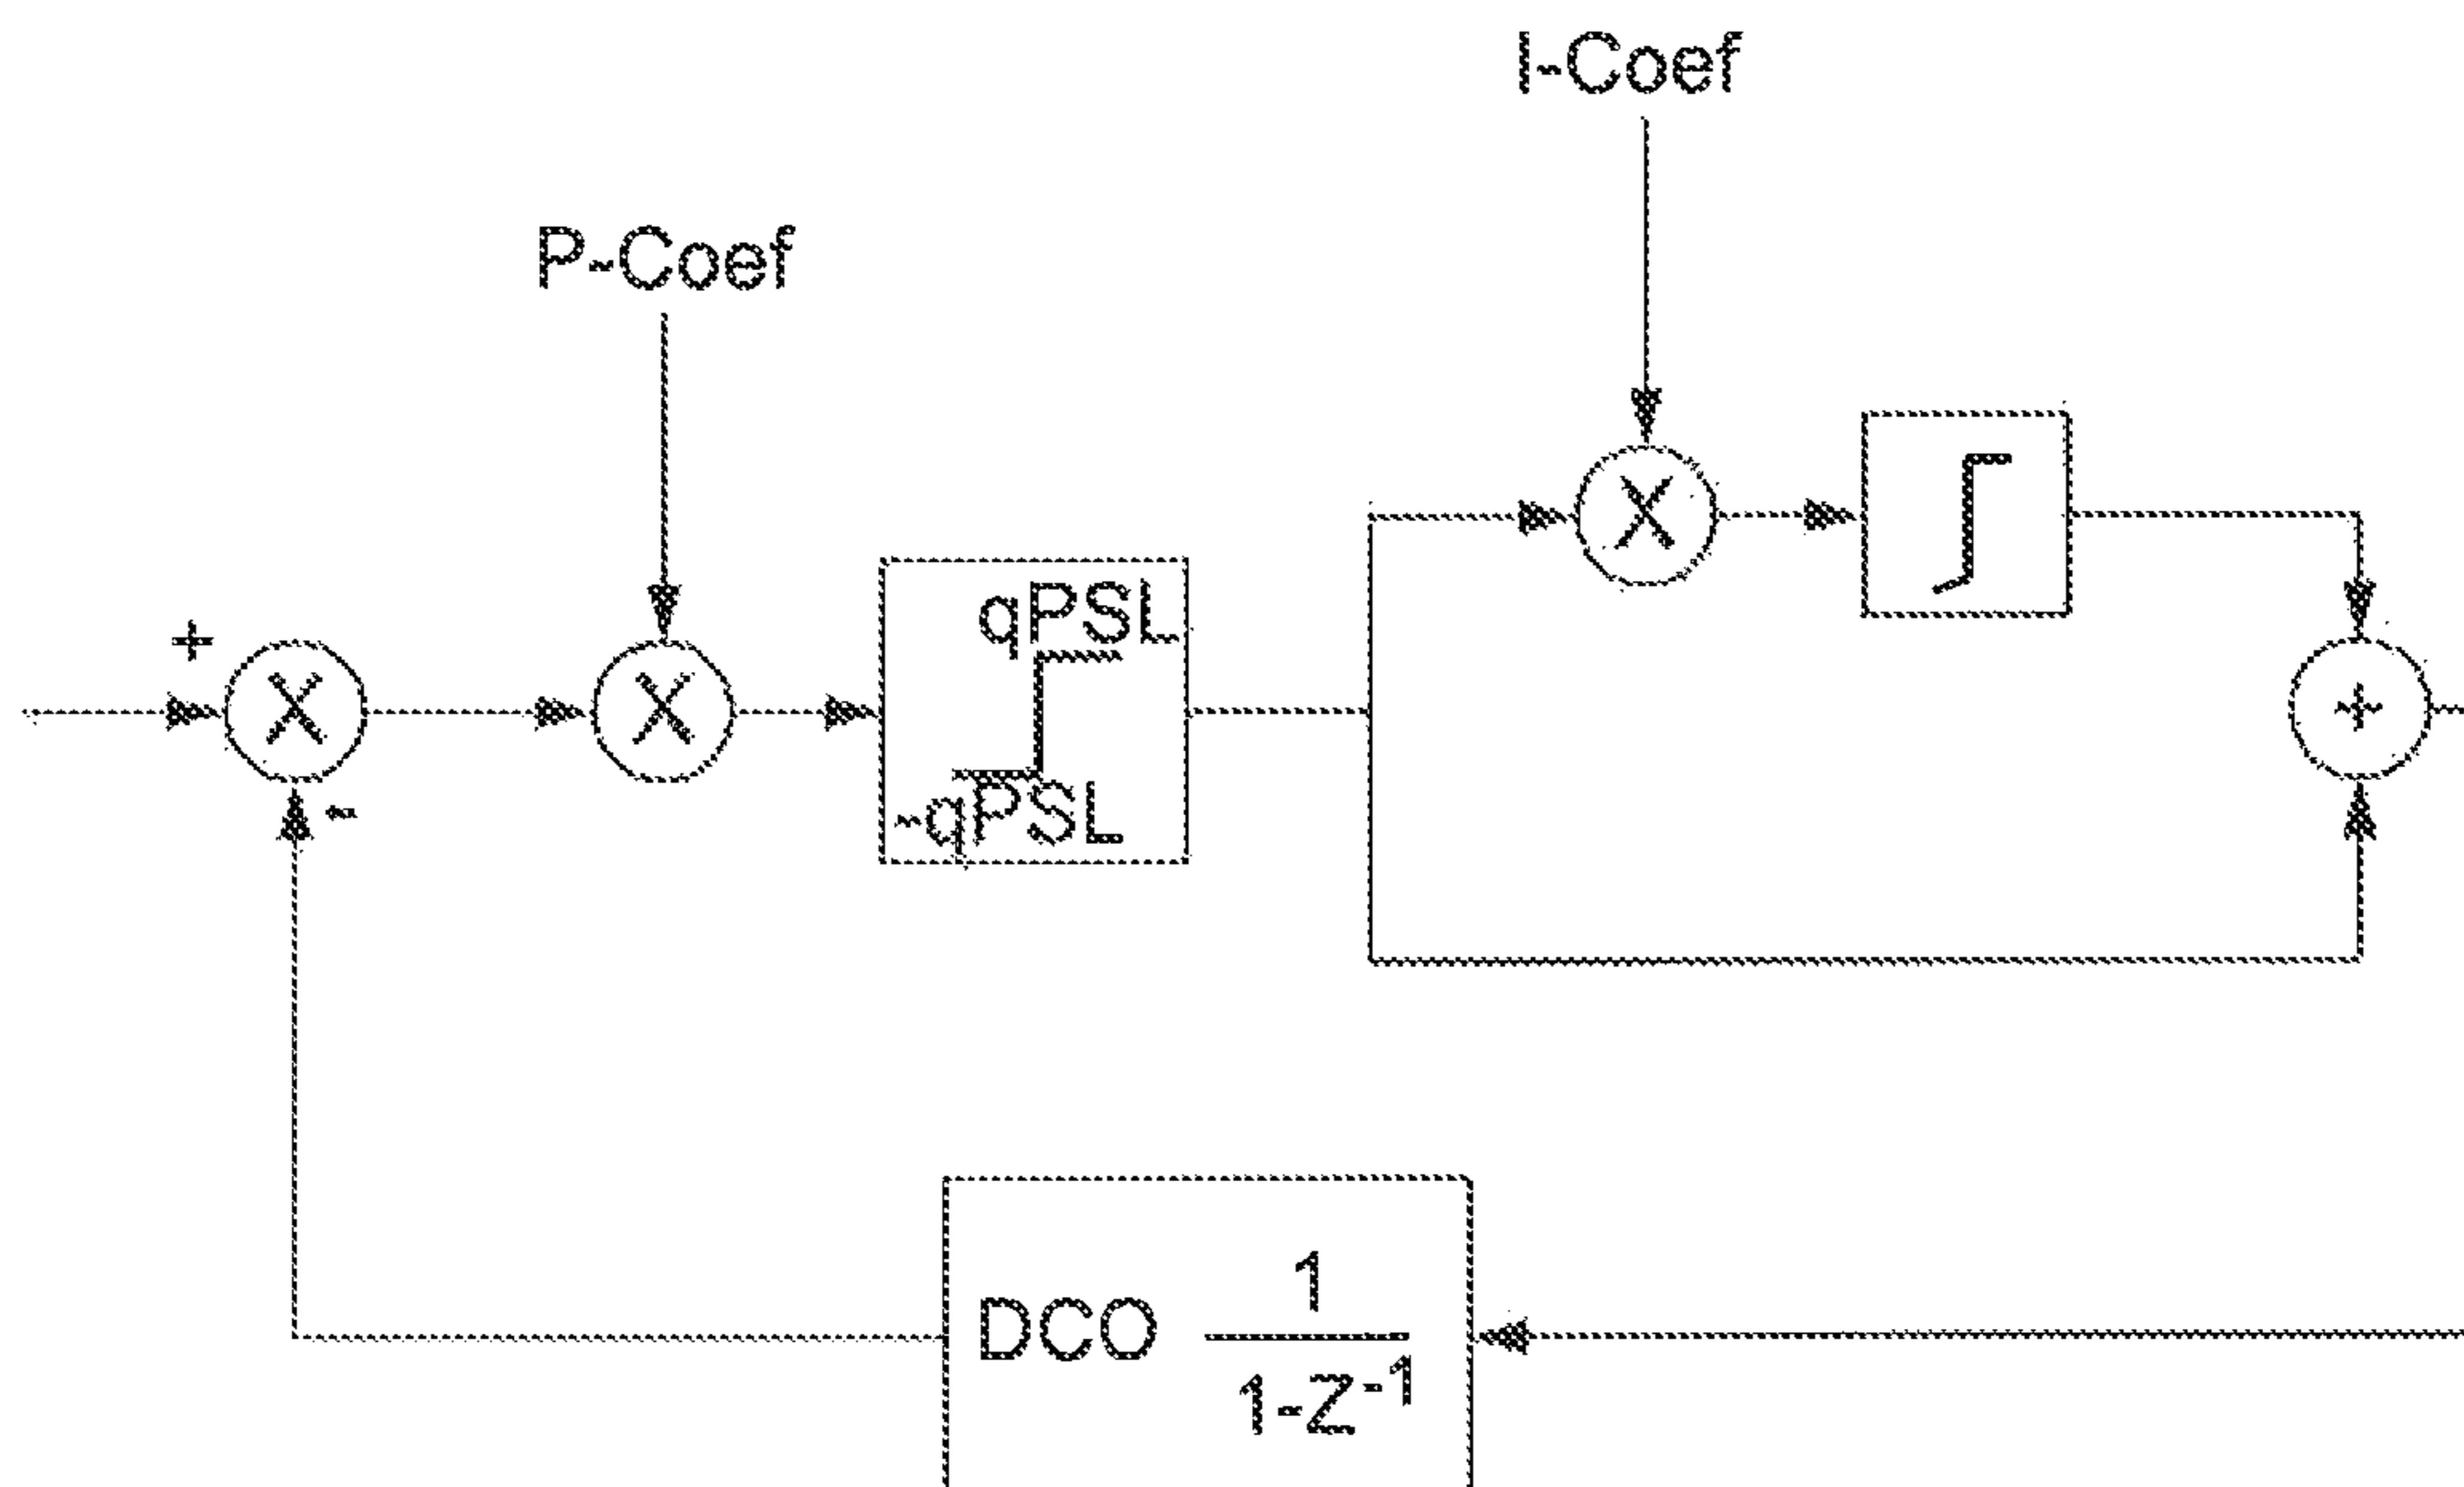 I-Coef
P-Coef
+
X
X
qPSL
-qPSL
X
∫
+
-
DCO
1
1-Z⁻¹